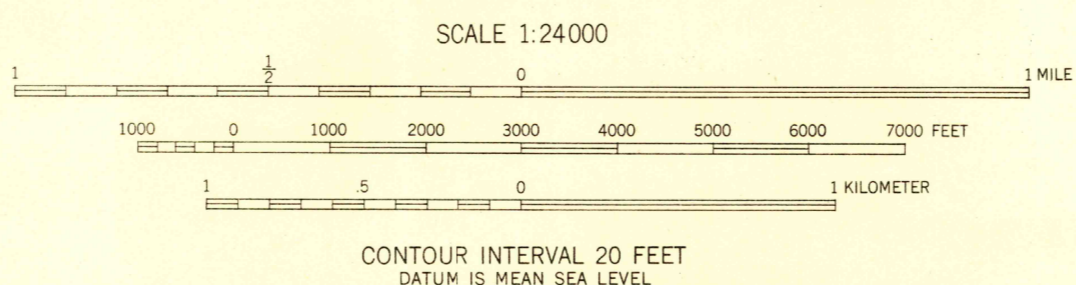 SCALE 1:24000
1 1/2 0 1 MILE
1000 0 1000 2000 3000 4000 5000 6000 7000 FEET
1 .5 0 1 KILOMETER
CONTOUR INTERVAL 20 FEET
DATUM IS MEAN SEA LEVEL